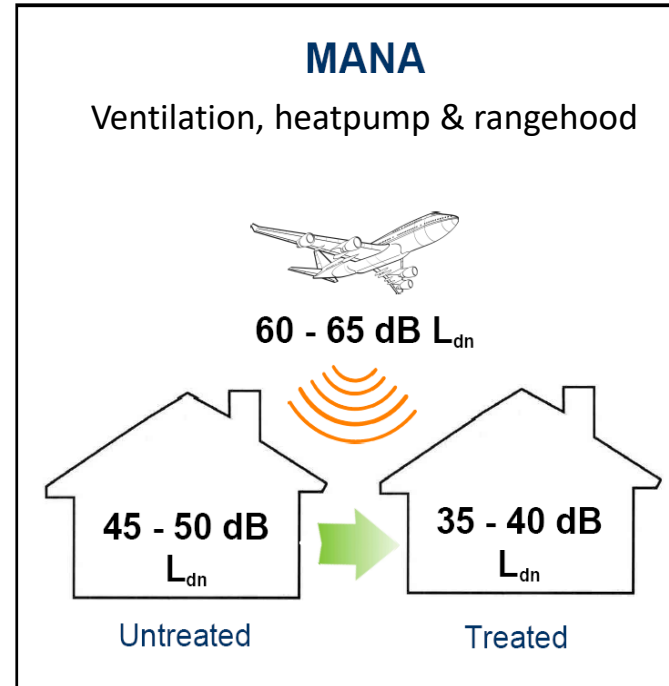 MANA
Ventilation, heatpump & rangehood
60 - 65 dB Ldn
45 - 50 dB
Ldn
35 - 40 dB
Ldn
Untreated
Treated